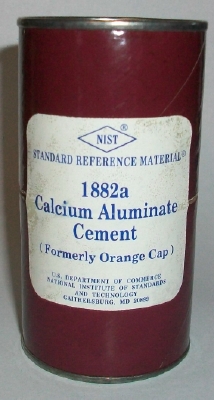 NIST ®
STANDARD REFERENCE MATERIAL®
1882a
Calcium Aluminate
Cement
(Formerly Orange Cap)
U.S. DEPARTMENT OF COMMERCE
NATIONAL INSTITUTE OF STANDARDS
AND TECHNOLOGY
GAITHERSBURG, MD 20899